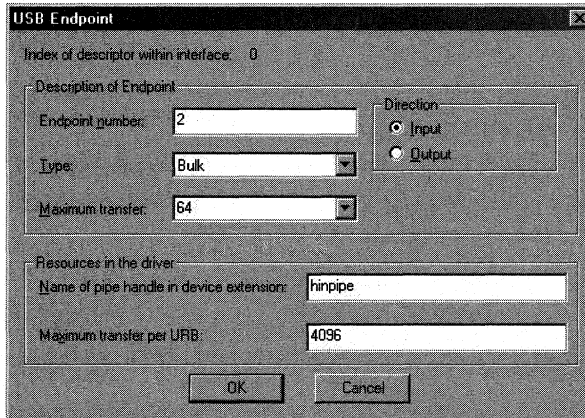 USB Endpoint
Index of descriptor within interface: 0
Description of Endpoint
Endpoint number: 2
Type: Bulk
Maximum transfer: 64
Direction
Input
Output
Resources in the driver
Name of pipe handle in device extension: hinpipe
Maximum transfer per URB: 4096
OK Cancel